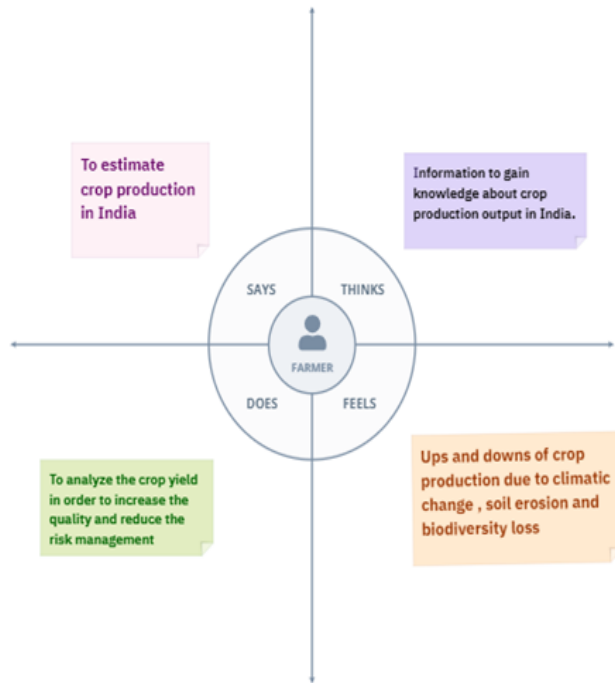 To estimate
crop production
in India
Information to gain
knowledge about crop
production output in India.
SAYS
THINKS
FARMER
DOES
FEELS
To analyze the crop yield
in order to increase the
quality and reduce the
risk management
Ups and downs of crop
production due to climatic
change , soil erosion and
biodiversity loss